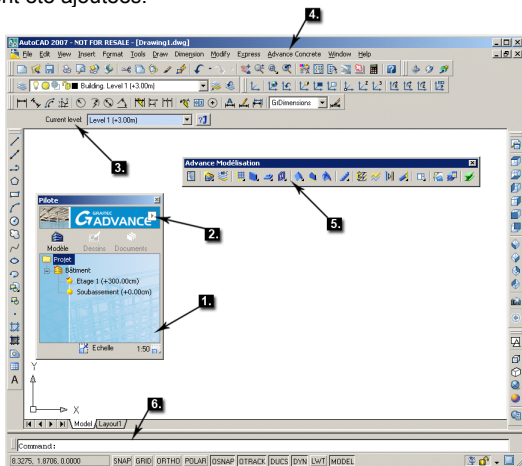 nt été ajoutées.
4.
AutoCAD 2007 - NOT FOR RESALE - [Drawing1.dwg]
File Edit View Insert Format Tools Draw Dimension Modify Express Advance Concrete Window Help
Building. Level 1 (+3.00m)
GrDimensions
Current level: Level 1 (+3.00m)
3.
Advance Modélisation
5.
Pilote
GRAITEC
ADVANCE
2.
Modèle Dessins Documents
Projet
Bâtiment
Etage 1 (+300.00cm)
Soubassement (+0.00cm)
1.
Echelle 1:50
Y
X
6.
Model Layout1
Command:
8.3275, 1.8706, 0.0000 SNAP GRID ORTHO POLAR OSNAP OTRACK DUCS DYN LWT MODEL